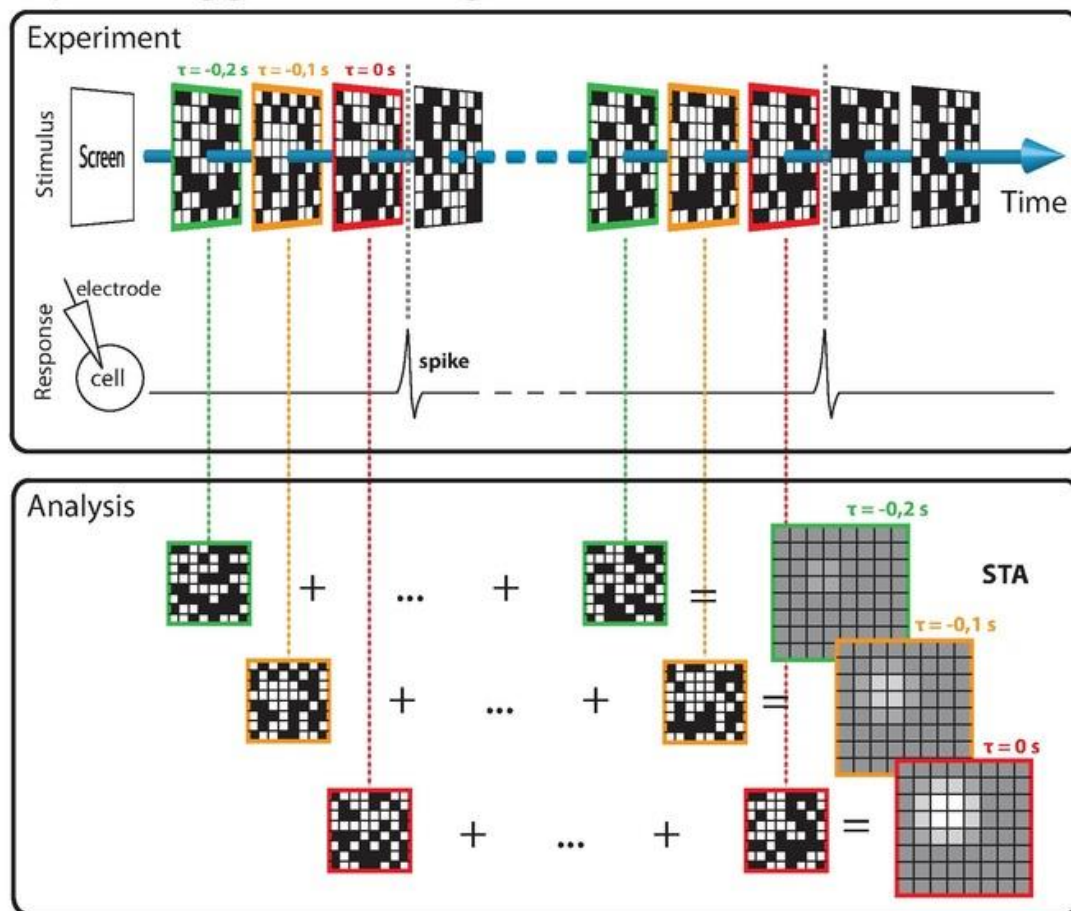 Experiment
τ = -0,2 s
τ = -0,1 s
τ = 0 s
Stimulus
Screen
Time
Response
electrode
cell
spike
Analysis
τ = -0,2 s
+ ... + =
STA
τ = -0,1 s
+ ... + =
τ = 0 s
+ ... + =